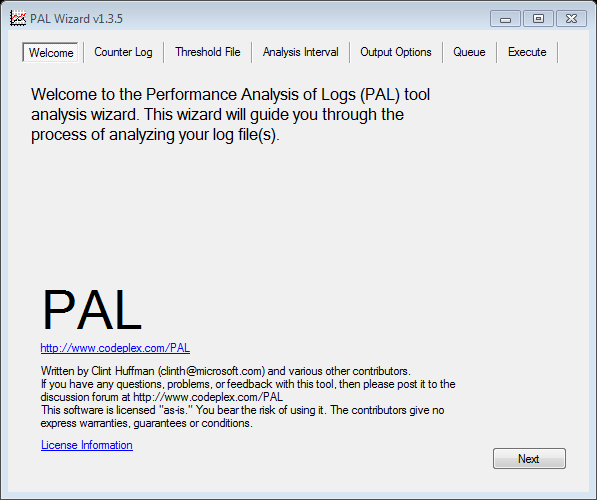 PAL Wizard v1.3.5
Welcome
Counter Log
Threshold File
Analysis Interval
Output Options
Queue
Execute
Welcome to the Performance Analysis of Logs (PAL) tool
analysis wizard. This wizard will guide you through the
process of analyzing your log file(s).
PAL
http://www.codeplex.com/PAL
Written by Clint Huffman (clinth@microsoft.com) and various other contributors.
If you have any questions, problems, or feedback with this tool, then please post it to the
discussion forum at http://www.codeplex.com/PAL
This software is licensed "as-is." You bear the risk of using it. The contributors give no
express warranties, guarantees or conditions.
License Information
Next